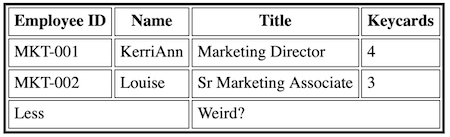 Employee ID Name Title Keycards
MKT-001 KerriAnn Marketing Director 4
MKT-002 Louise Sr Marketing Associate 3
Less Weird?